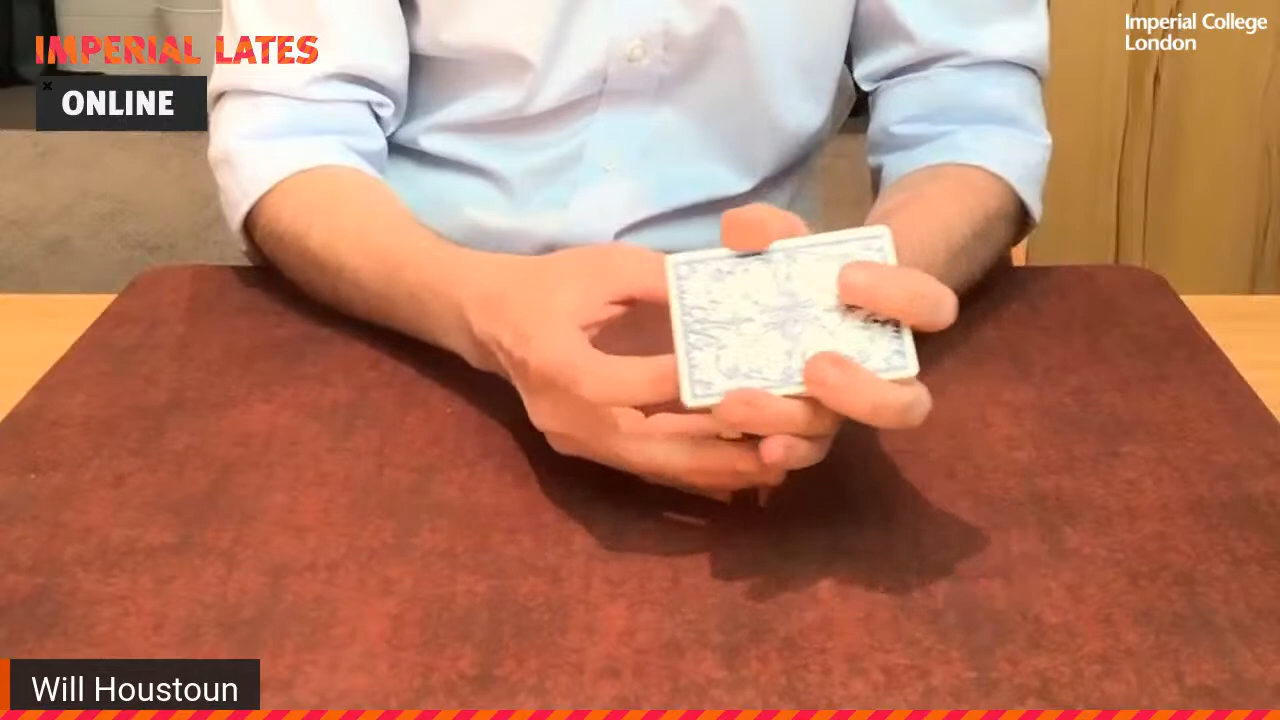 IMPERIAL LATES
ONLINE
Imperial College
London
Will Houstoun